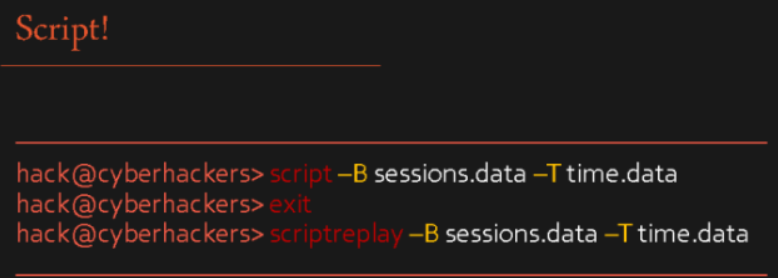 Script!
hack@cyberhackers> script –B sessions.data –T time.data
hack@cyberhackers> exit
hack@cyberhackers> scriptreplay –B sessions.data –T time.data